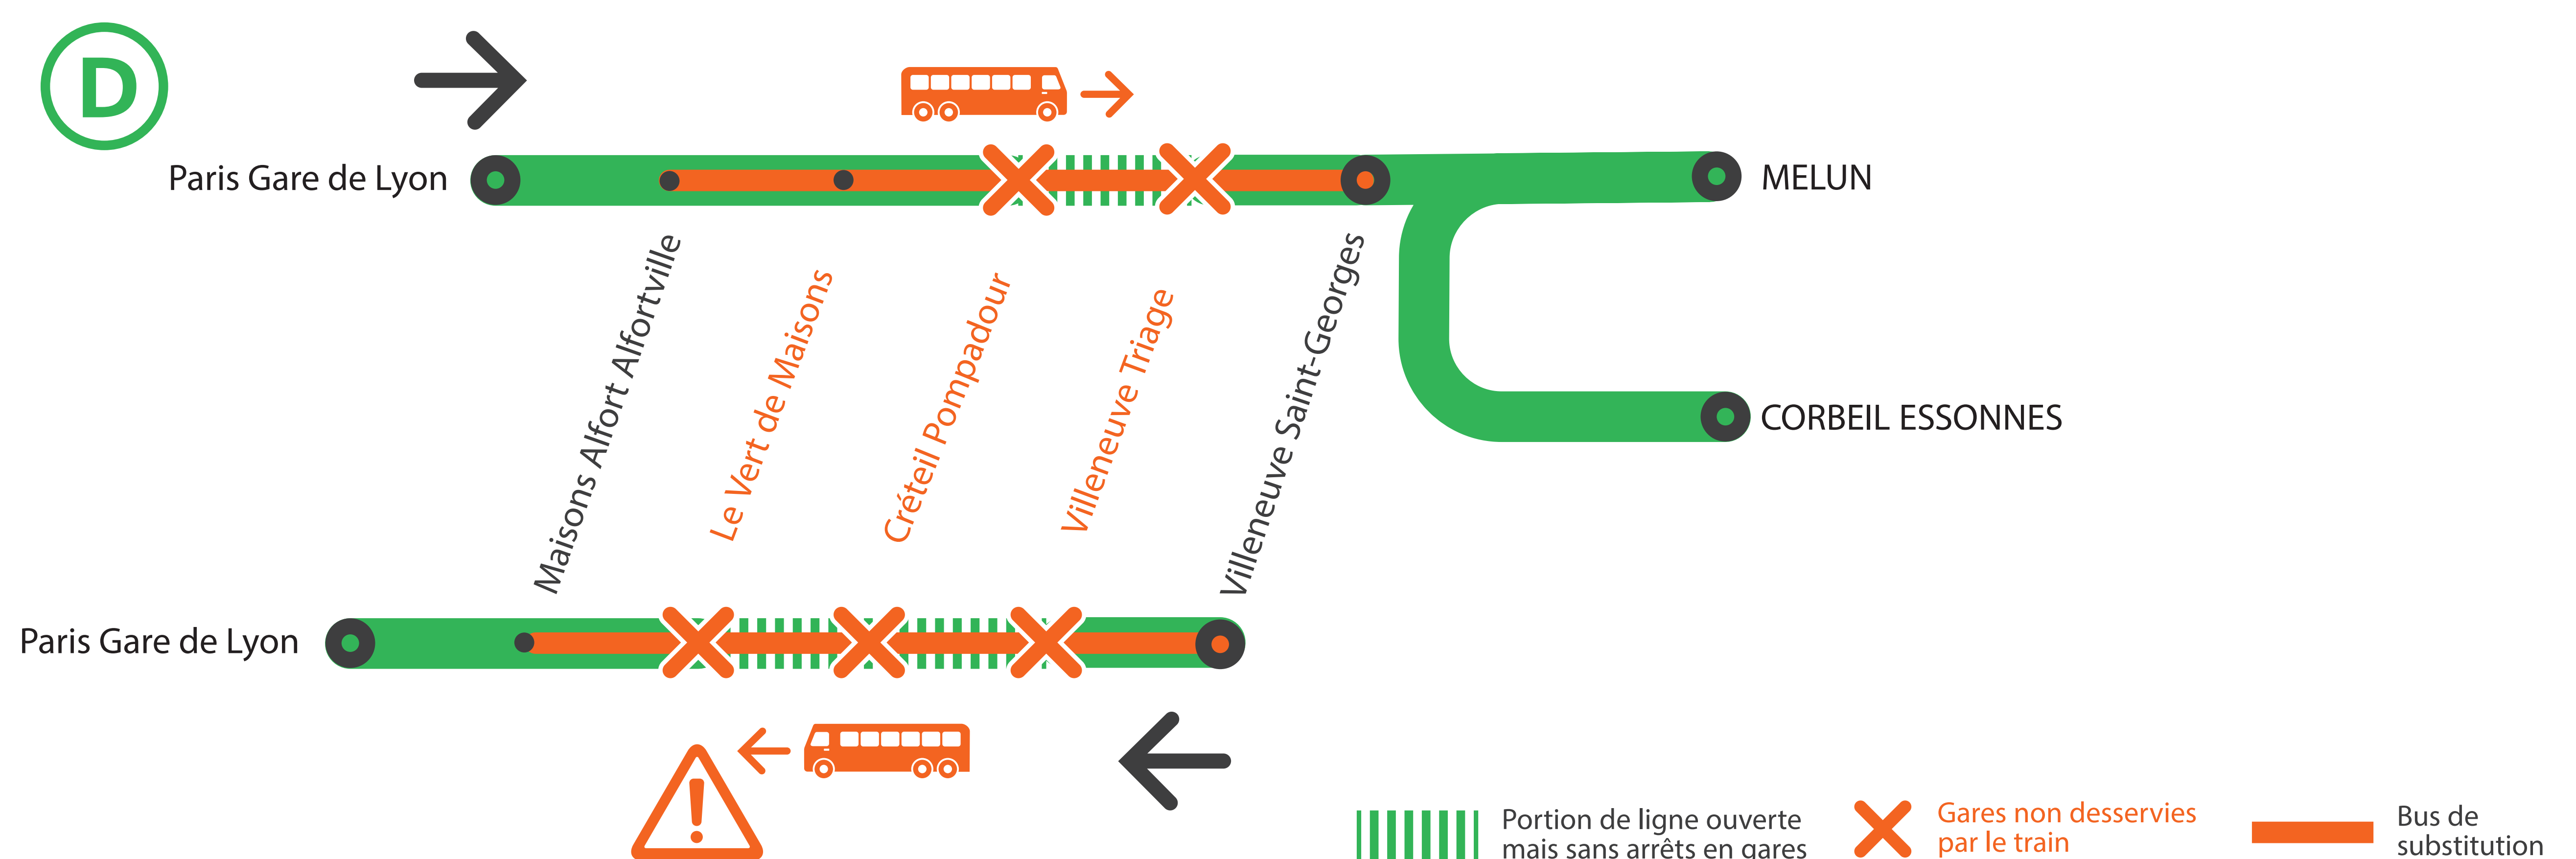 D
Paris Gare de Lyon
MELUN
Maisons Alfort Alfortville
Le Vert de Maisons
Créteil Pompadour
Villeneuve Triage
Villeneuve Saint-Georges
CORBEIL ESSONNES
Paris Gare de Lyon
Portion de ligne ouverte
mais sans arrêts en gares
Gares non desservies
par le train
Bus de
substitution